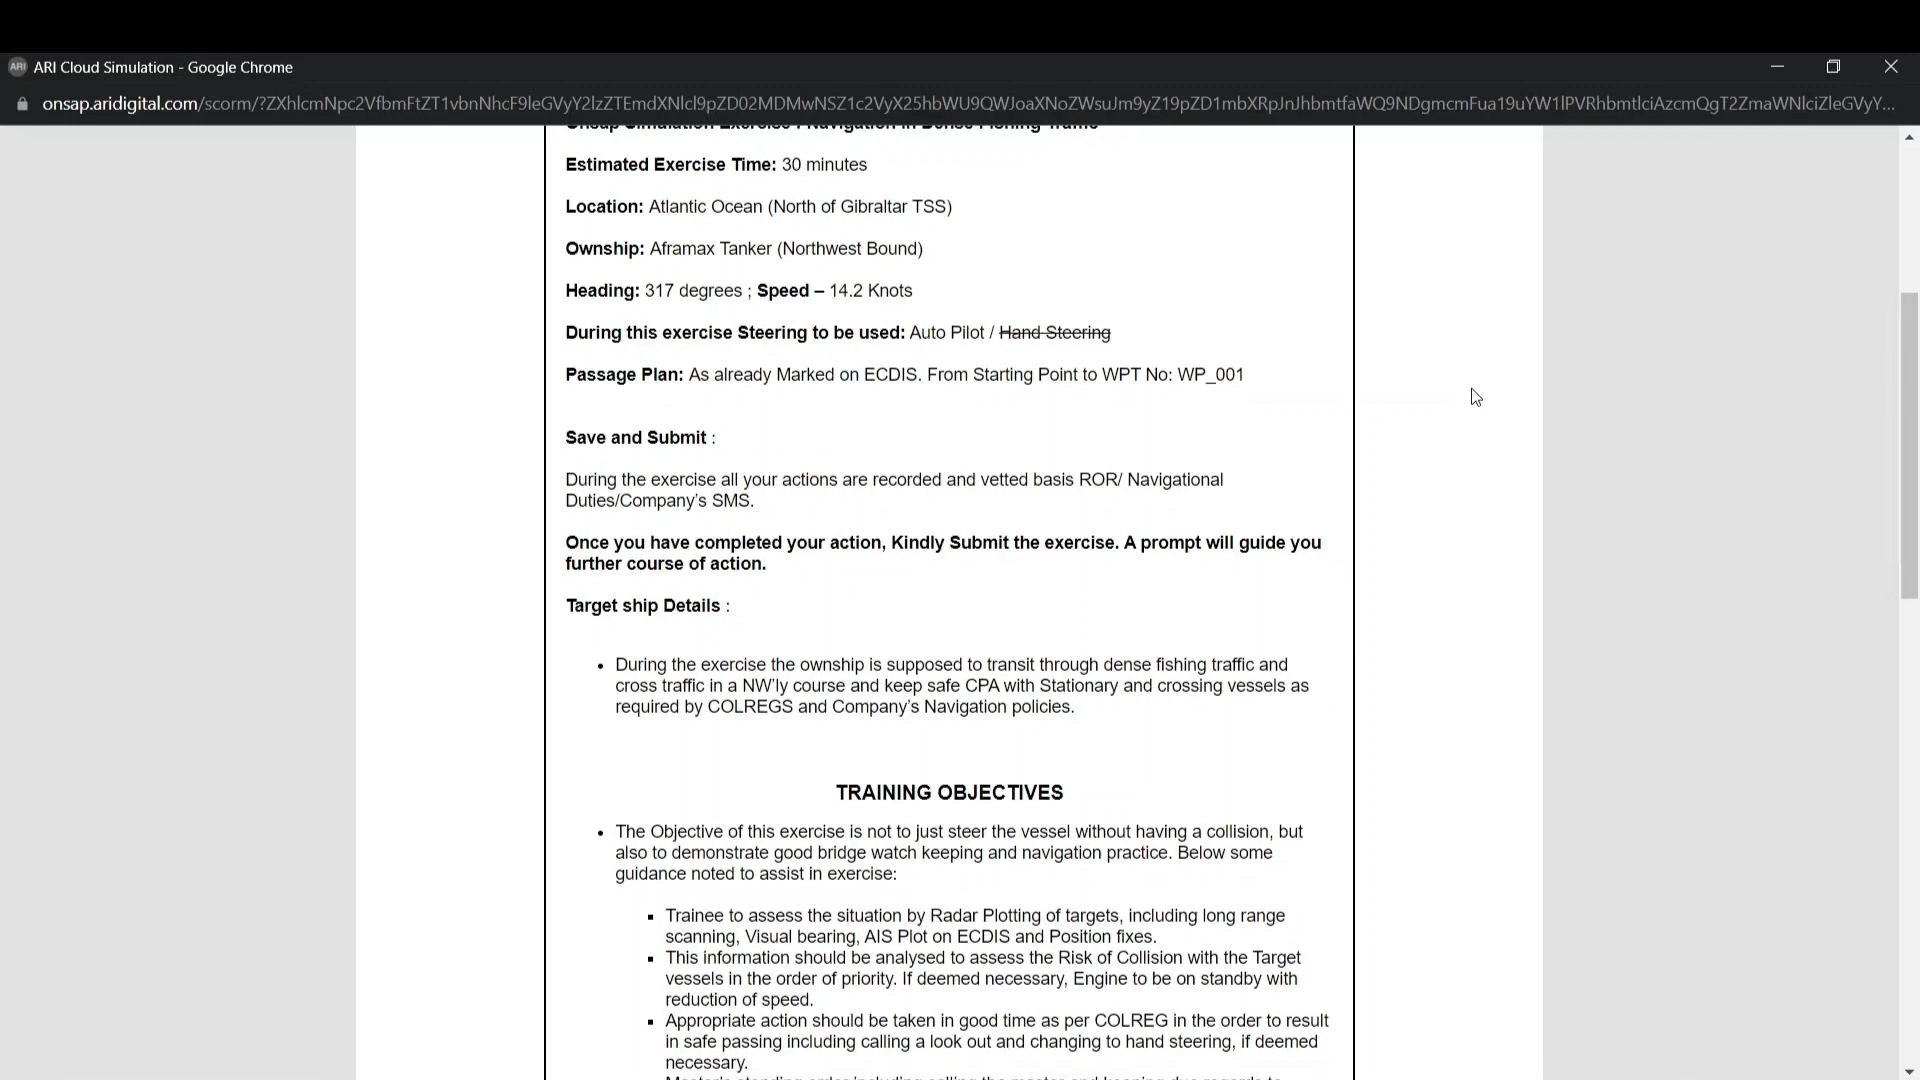 ARI ARI Cloud Simulation - Google Chrome
onsap.aridigital.com/scorm/?
Onsap Simulation Exercise : Navigation in Dense Fishing Traffic
Estimated Exercise Time: 30 minutes
Location: Atlantic Ocean (North of Gibraltar TSS)
Ownship: Aframax Tanker (Northwest Bound)
Heading: 317 degrees ; Speed – 14.2 Knots
During this exercise Steering to be used: Auto Pilot / Hand Steering
Passage Plan: As already Marked on ECDIS. From Starting Point to WPT No: WP_001
Save and Submit :
During the exercise all your actions are recorded and vetted basis ROR/ Navigational
Duties/Company's SMS.
Once you have completed your action, Kindly Submit the exercise. A prompt will guide you
further course of action.
Target ship Details :
• During the exercise the ownship is supposed to transit through dense fishing traffic and
cross traffic in a NW'ly course and keep safe CPA with Stationary and crossing vessels as
required by COLREGS and Company's Navigation policies.
TRAINING OBJECTIVES
• The Objective of this exercise is not to just steer the vessel without having a collision, but
also to demonstrate good bridge watch keeping and navigation practice. Below some
guidance noted to assist in exercise:
▪ Trainee to assess the situation by Radar Plotting of targets, including long range
scanning, Visual bearing, AIS Plot on ECDIS and Position fixes.
▪ This information should be analysed to assess the Risk of Collision with the Target
vessels in the order of priority. If deemed necessary, Engine to be on standby with
reduction of speed.
▪ Appropriate action should be taken in good time as per COLREG in the order to result
in safe passing including calling a look out and changing to hand steering, if deemed
necessary.